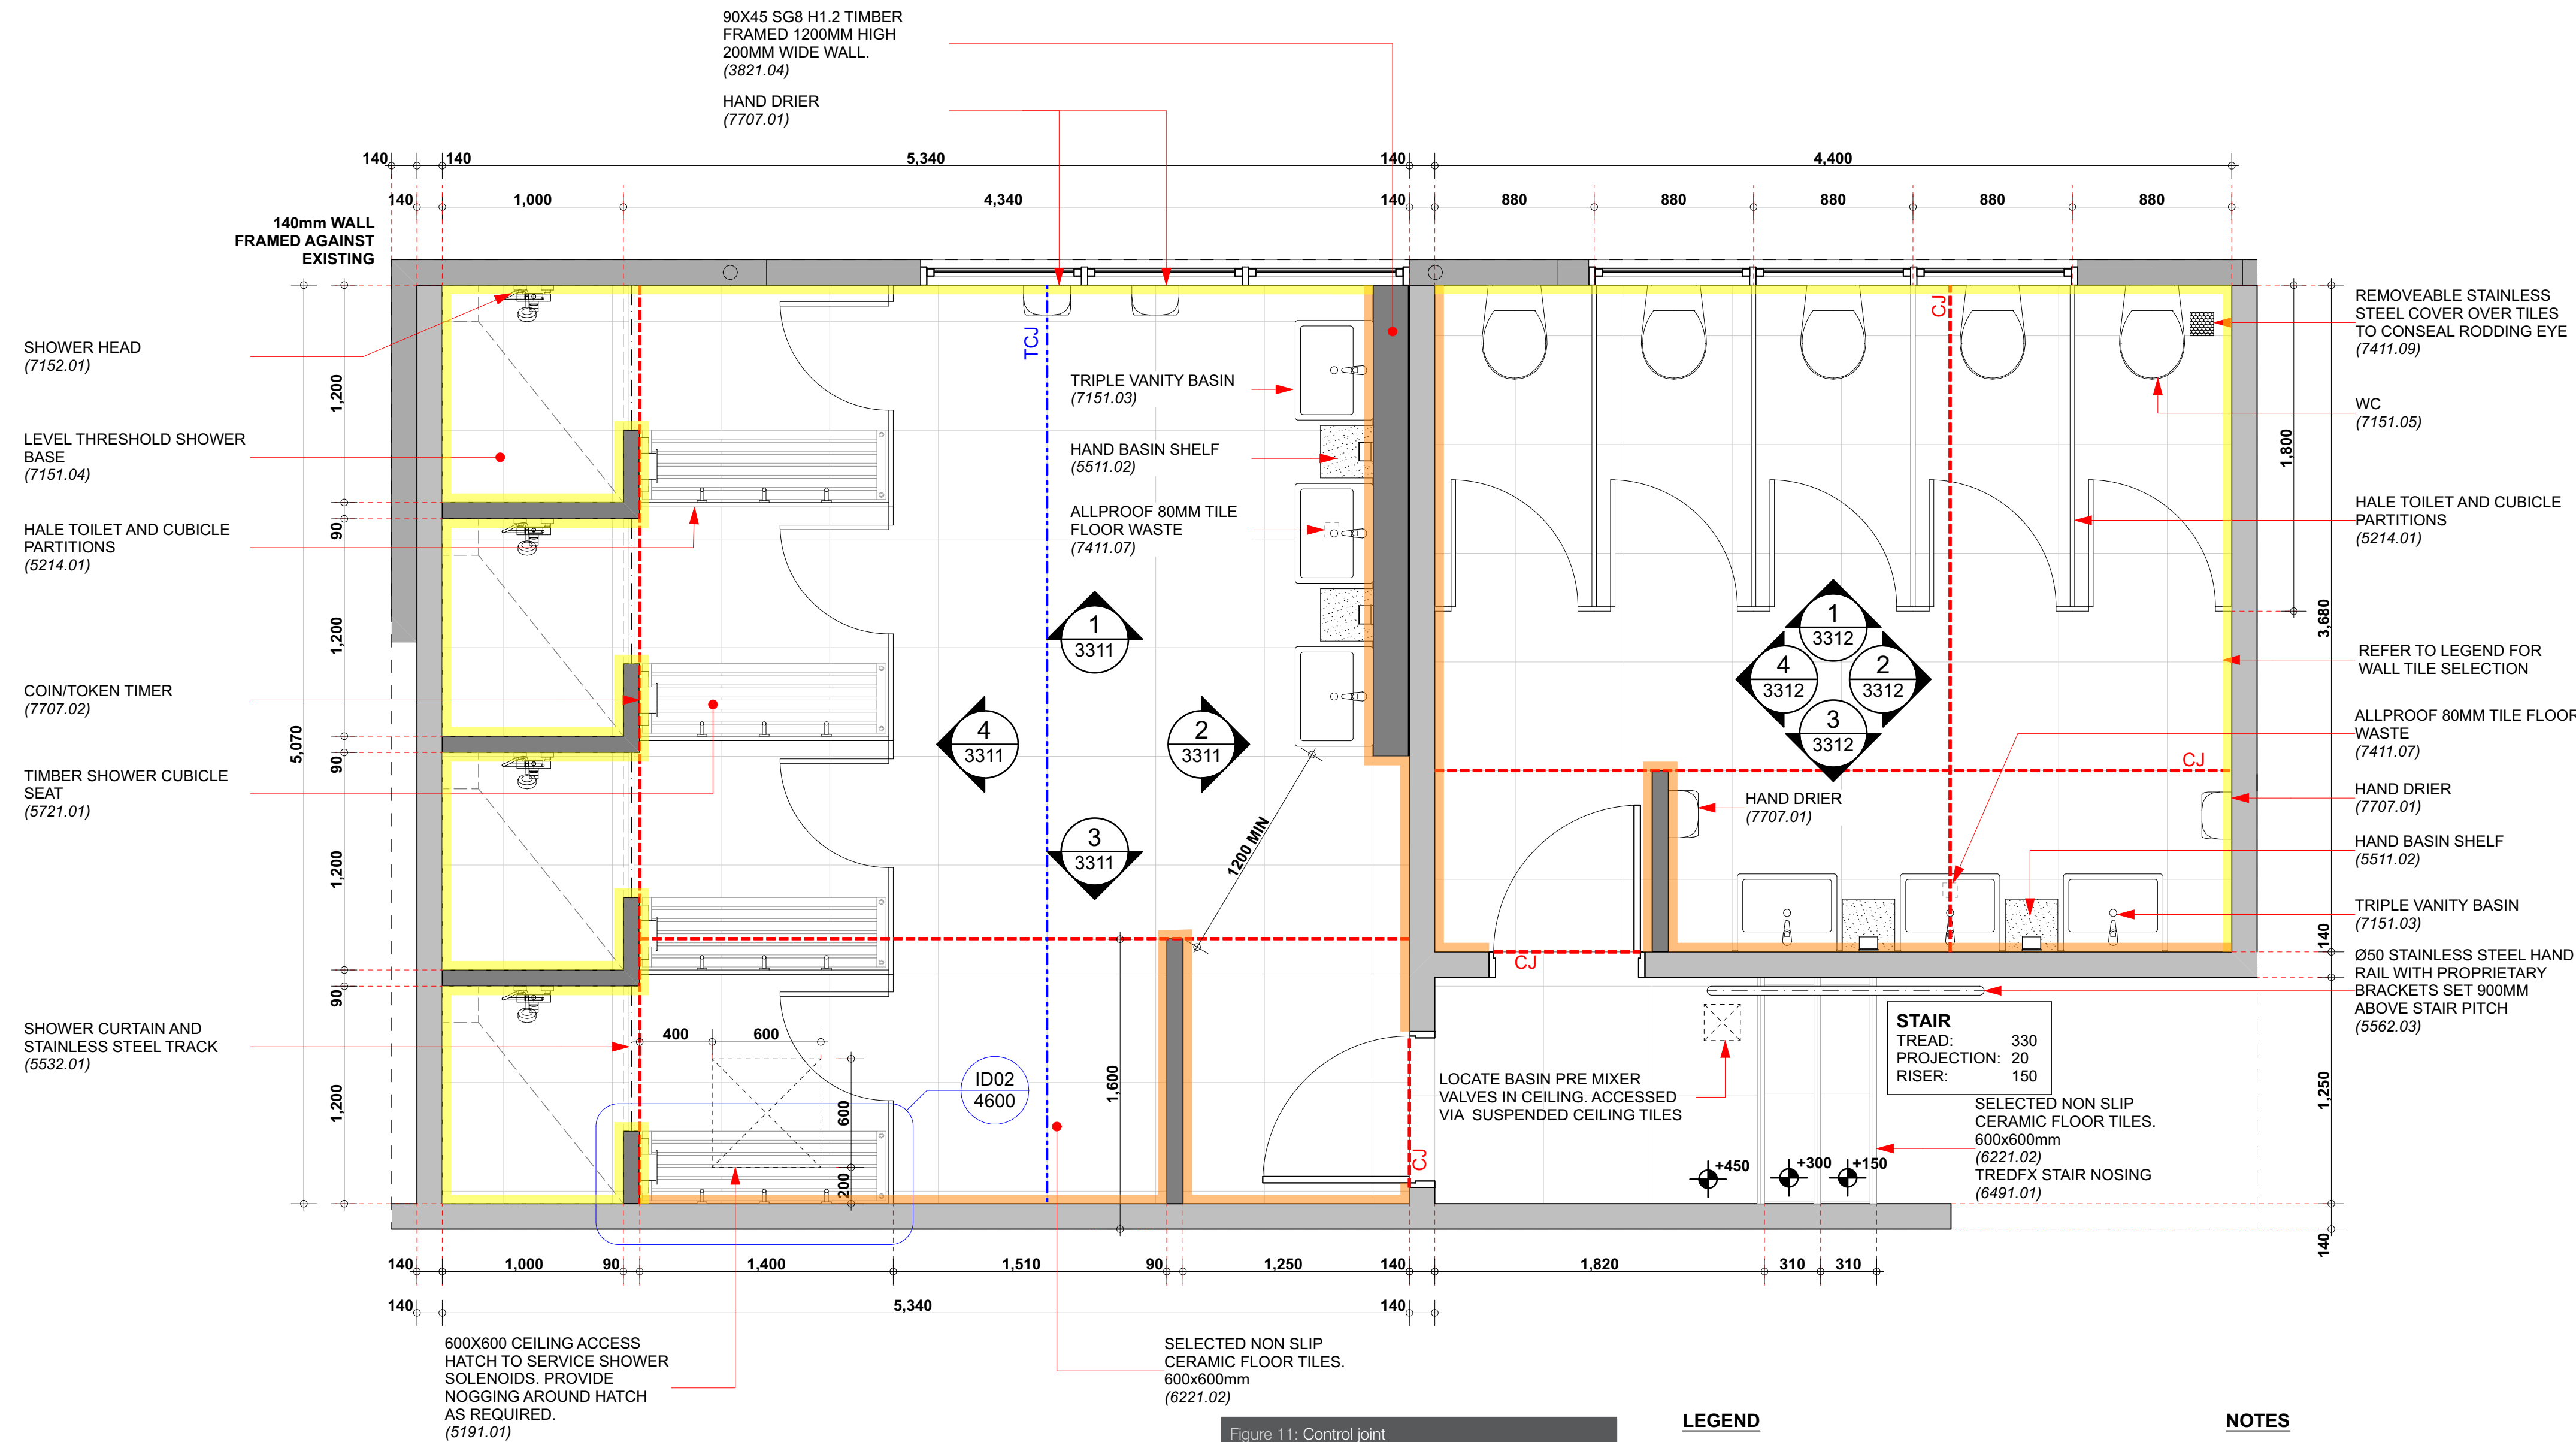 90X45 SG8 H1.2 TIMBER
FRAMED 1200MM HIGH
200MM WIDE WALL.
(3821.04)
HAND DRIER
(7707.01)
140
140
5,340
140
4,400
140
1,000
4,340
140
880
880
880
880
880
140mm WALL
FRAMED AGAINST
EXISTING
SHOWER HEAD
(7152.01)
LEVEL THRESHOLD SHOWER
BASE
(7151.04)
HALE TOILET AND CUBICLE
PARTITIONS
(5214.01)
COIN/TOKEN TIMER
(7707.02)
TIMBER SHOWER CUBICLE
SEAT
(5721.01)
SHOWER CURTAIN AND
STAINLESS STEEL TRACK
(5532.01)
5,070
1,200
90
1,200
90
1,200
90
1,200
TCJ
TRIPLE VANITY BASIN
(7151.03)
HAND BASIN SHELF
(5511.02)
ALLPROOF 80MM TILE
FLOOR WASTE
(7411.07)
1
3311
4
3311
2
3311
3
3311
1200 MIN
1,600
400
600
600
200
ID02
4600
CJ
1
3312
4
3312
2
3312
3
3312
CJ
HAND DRIER
(7707.01)
CJ
CJ
LOCATE BASIN PRE MIXER
VALVES IN CEILING. ACCESSED
VIA SUSPENDED CEILING TILES
STAIR
TREAD: 330
PROJECTION: 20
RISER: 150
+450
+300
+150
SELECTED NON SLIP
CERAMIC FLOOR TILES.
600x600mm
(6221.02)
TREDFX STAIR NOSING
(6491.01)
1,800
3,680
140
1,250
140
REMOVEABLE STAINLESS
STEEL COVER OVER TILES
TO CONSEAL RODDING EYE
(7411.09)
WC
(7151.05)
HALE TOILET AND CUBICLE
PARTITIONS
(5214.01)
REFER TO LEGEND FOR
WALL TILE SELECTION
ALLPROOF 80MM TILE FLOOR
WASTE
(7411.07)
HAND DRIER
(7707.01)
HAND BASIN SHELF
(5511.02)
TRIPLE VANITY BASIN
(7151.03)
Ø50 STAINLESS STEEL HAND
RAIL WITH PROPRIETARY
BRACKETS SET 900MM
ABOVE STAIR PITCH
(5562.03)
140
1,000
90
1,400
1,510
90
1,250
140
1,820
310
310
140
5,340
140
600X600 CEILING ACCESS
HATCH TO SERVICE SHOWER
SOLENOIDS. PROVIDE
NOGGING AROUND HATCH
AS REQUIRED.
(5191.01)
SELECTED NON SLIP
CERAMIC FLOOR TILES.
600x600mm
(6221.02)
Figure 11: Control joint
LEGEND
NOTES